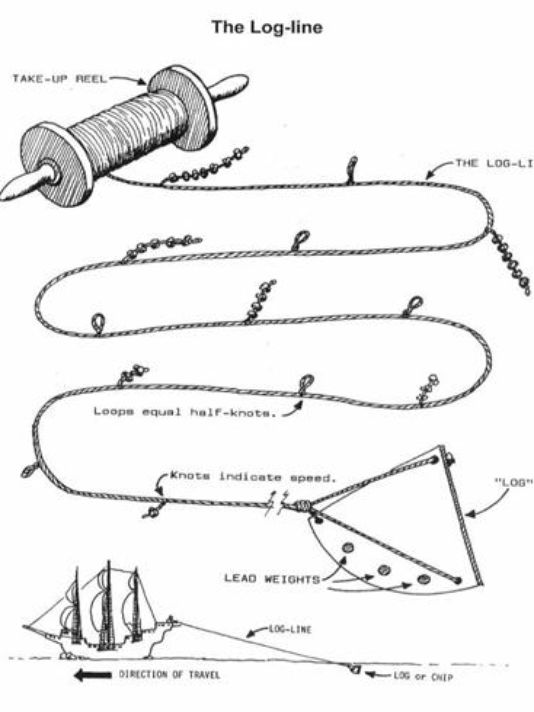 The Log-line
TAKE-UP REEL
THE LOG-LI
Loops equal half-knots.
Knots indicate speed.
"LOG"
LEAD WEIGHTS
LOG-LINE
DIRECTION OF TRAVEL
LOG or CHIP